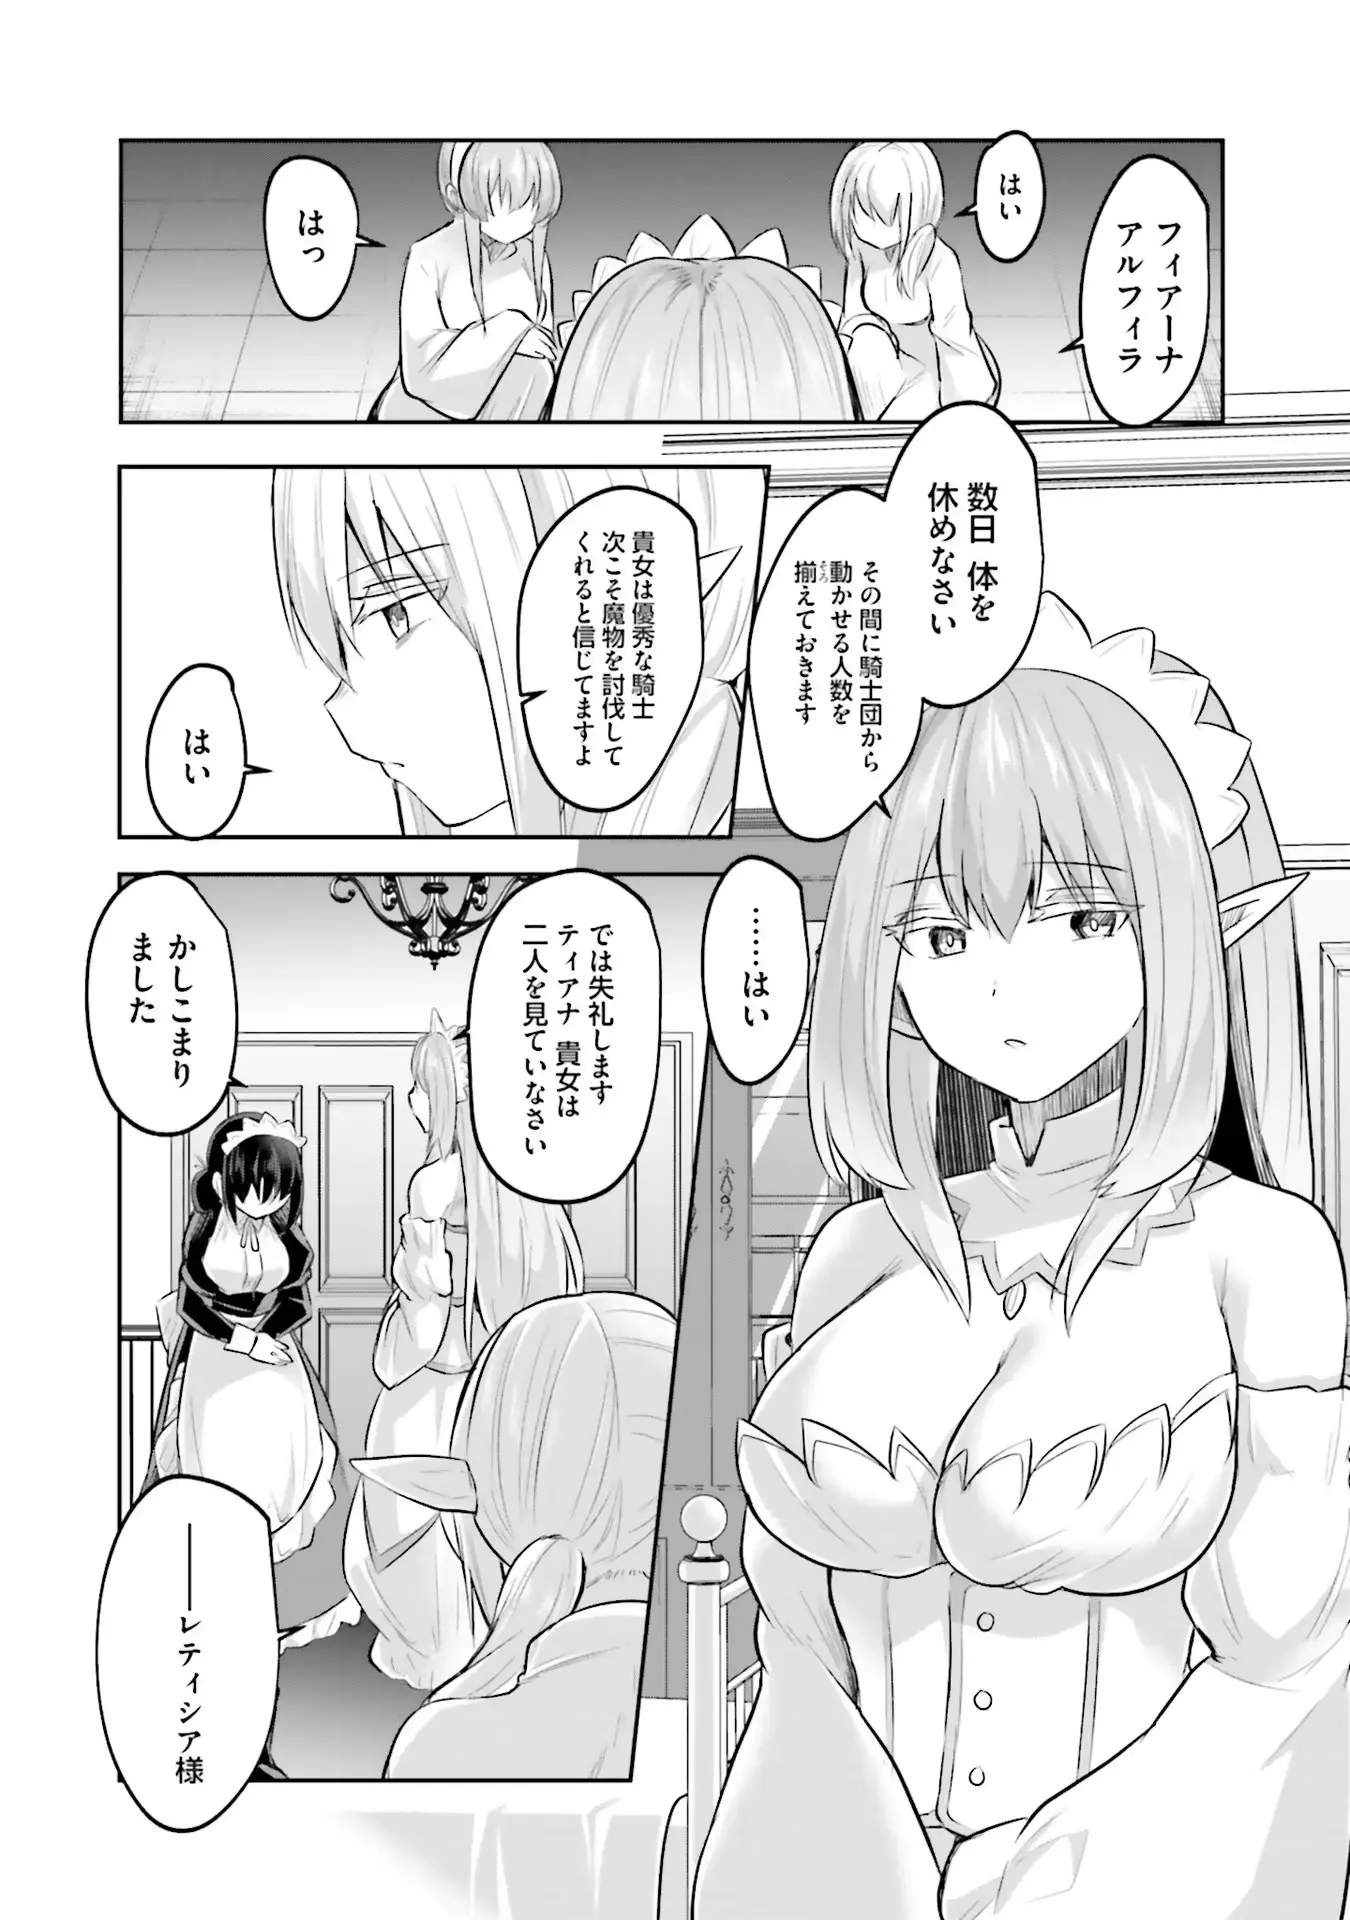 フィアーナ
アルフィラ
はい
はっ
数日 体を
休めなさい
その間に騎士団から
動かせる人数を
揃えておきます
そろ
貴女は優秀な騎士
次こそ魔物を討伐して
くれると信じてますよ
はい
……はい
では失礼します
ティアナ 貴女は
二人を見ていなさい
かしこまり
ました
――レティシア様